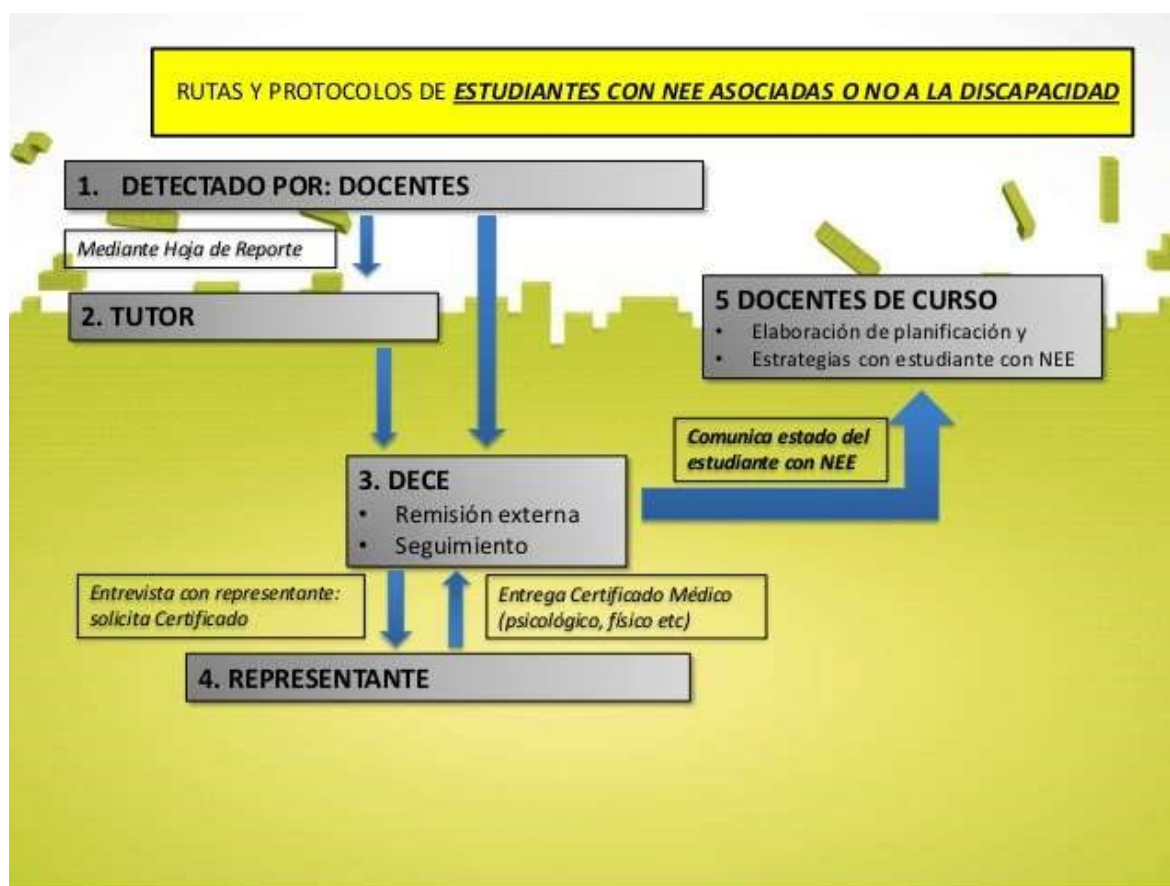 RUTAS Y PROTOCOLOS DE ESTUDIANTES CON NEE ASOCIADAS O NO A LA DISCAPACIDAD
1. DETECTADO POR: DOCENTES
Mediante Hoja de Reporte
2. TUTOR
3. DECE
• Remisión externa
• Seguimiento
Entrevista con representante:
solicita Certificado
Entrega Certificado Médico
(psicológico, físico etc)
4. REPRESENTANTE
Comunica estado del
estudiante con NEE
5 DOCENTES DE CURSO
• Elaboración de planificación y
• Estrategias con estudiante con NEE